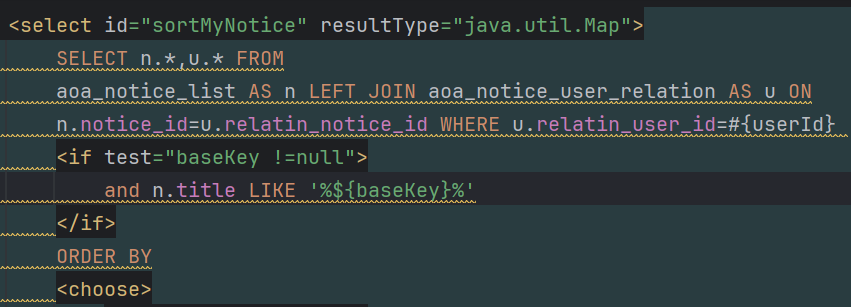 <select id="sortMyNotice" resultType="java.util.Map">
SELECT n.*,u.* FROM
aoa_notice_list AS n LEFT JOIN aoa_notice_user_relation AS u ON
n.notice_id=u.relatin_notice_id WHERE u.relatin_user_id=#{userId}
<if test="baseKey !=null">
and n.title LIKE '%${baseKey}%'
</if>
ORDER BY
<choose>